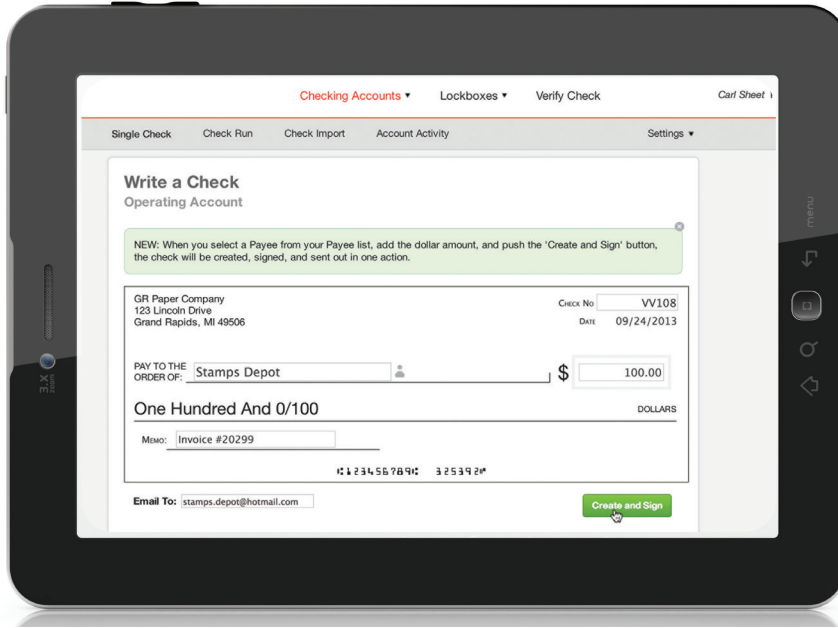 Checking Accounts ▾ Lockboxes ▾ Verify Check Carl Sheet
Single Check Check Run Check Import Account Activity Settings ▾
Write a Check
Operating Account
NEW: When you select a Payee from your Payee list, add the dollar amount, and push the 'Create and Sign' button,
the check will be created, signed, and sent out in one action.
GR Paper Company
123 Lincoln Drive
Grand Rapids, MI 49506
Check No VV108
Date 09/24/2013
PAY TO THE
ORDER OF: Stamps Depot $ 100.00
One Hundred And 0/100 DOLLARS
Memo: Invoice #20299
⑆123456789⑆ 325392⑈
Email To: stamps.depot@hotmail.com Create and Sign
menu
3.X
zoom